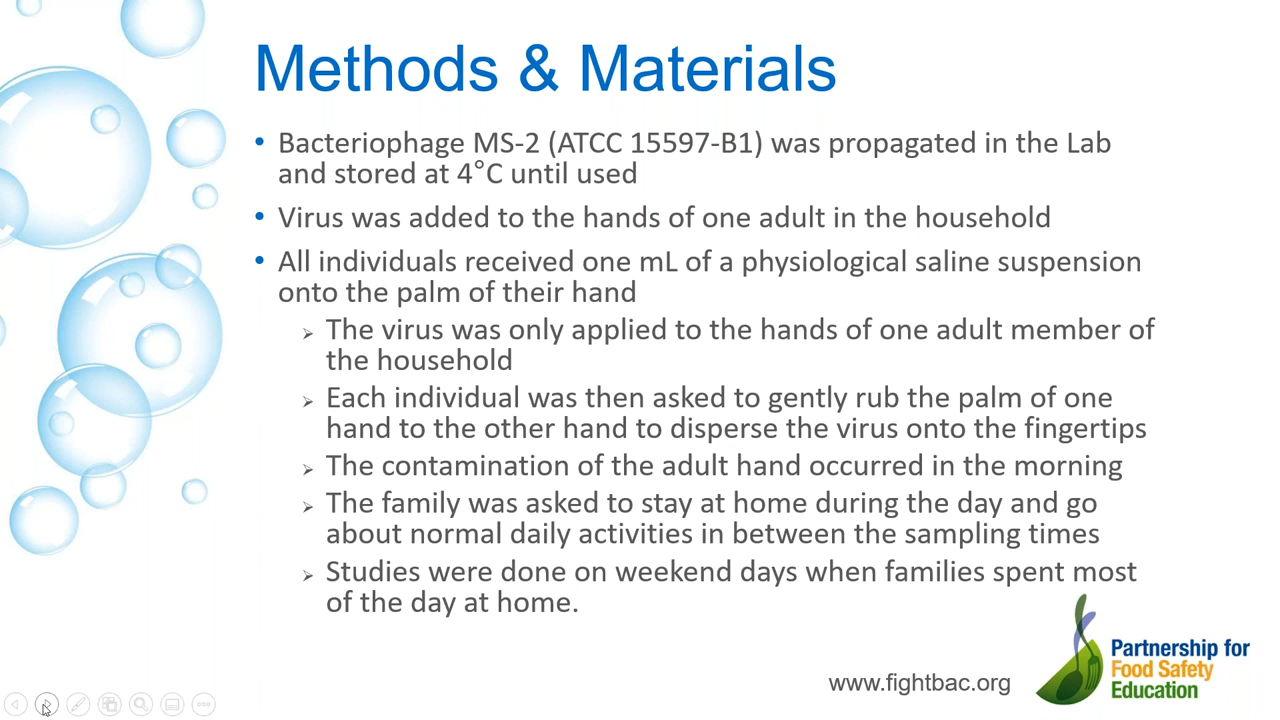 Methods & Materials
• Bacteriophage MS-2 (ATCC 15597-B1) was propagated in the Lab
and stored at 4°C until used
• Virus was added to the hands of one adult in the household
• All individuals received one mL of a physiological saline suspension
onto the palm of their hand
➢ The virus was only applied to the hands of one adult member of
the household
➢ Each individual was then asked to gently rub the palm of one
hand to the other hand to disperse the virus onto the fingertips
➢ The contamination of the adult hand occurred in the morning
➢ The family was asked to stay at home during the day and go
about normal daily activities in between the sampling times
➢ Studies were done on weekend days when families spent most
of the day at home.
www.fightbac.org
Partnership for
Food Safety
Education